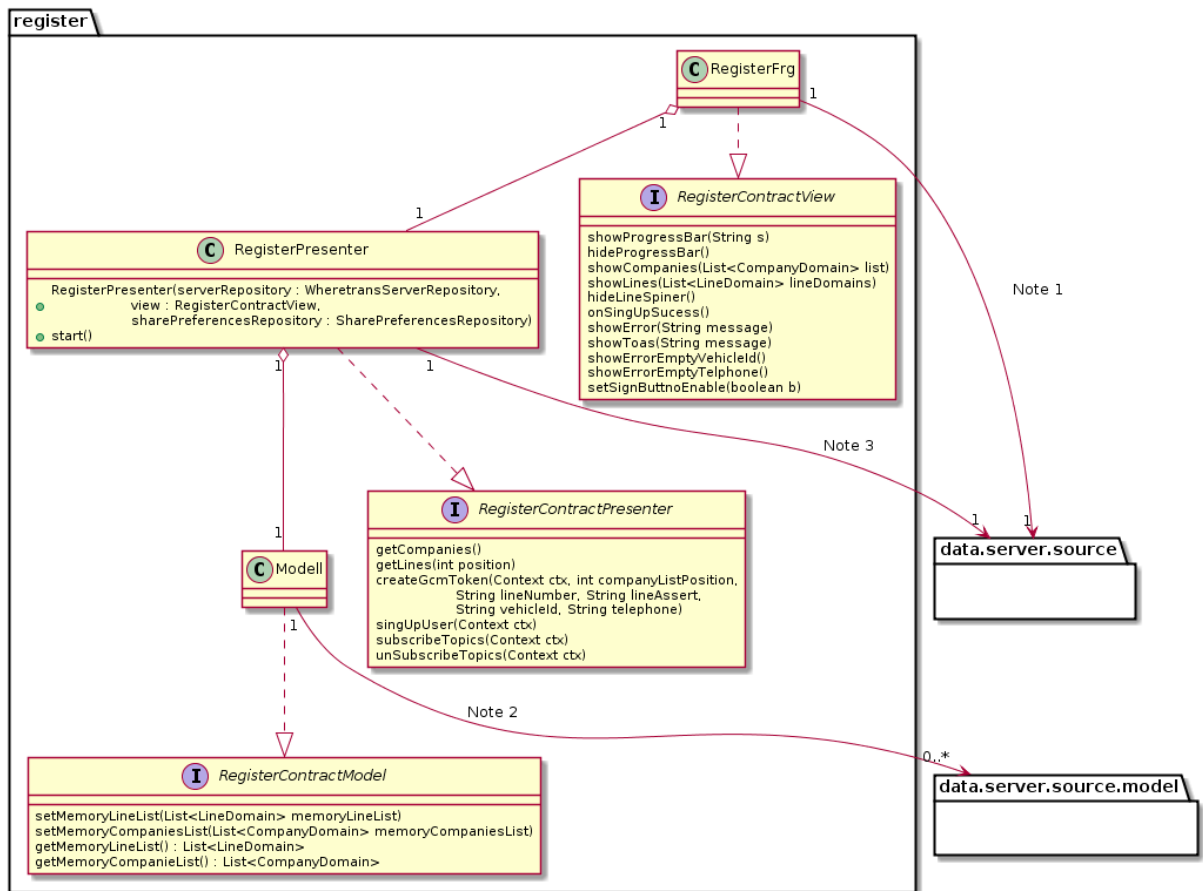 register
C RegisterFrg
1
1
1
I RegisterContractView
showProgressBar(String s)
hideProgressBar()
showCompanies(List<CompanyDomain> list)
showLines(List<LineDomain> lineDomains)
hideLineSpiner()
onSingUpSucess()
showError(String message)
showToas(String message)
showErrorEmptyVehicleId()
showErrorEmptyTelphone()
setSignButtnoEnable(boolean b)
C RegisterPresenter
RegisterPresenter(serverRepository : WheretransServerRepository,
view : RegisterContractView,
sharePreferencesRepository : SharePreferencesRepository)
start()
Note 1
1
1
Note 3
1
1
data.server.source
I RegisterContractPresenter
getCompanies()
getLines(int position)
createGcmToken(Context ctx, int companyListPosition,
String lineNumber, String lineAssert,
String vehicleId, String telephone)
singUpUser(Context ctx)
subscribeTopics(Context ctx)
unSubscribeTopics(Context ctx)
1
C Modell
1
Note 2
0..*
data.server.source.model
I RegisterContractModel
setMemoryLineList(List<LineDomain> memoryLineList)
setMemoryCompaniesList(List<CompanyDomain> memoryCompaniesList)
getMemoryLineList() : List<LineDomain>
getMemoryCompanieList() : List<CompanyDomain>